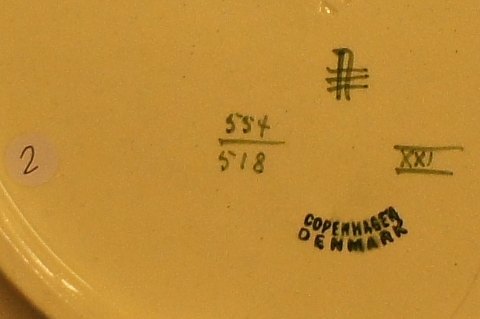 554
518
XXI
COPENHAGEN
DENMARK
2